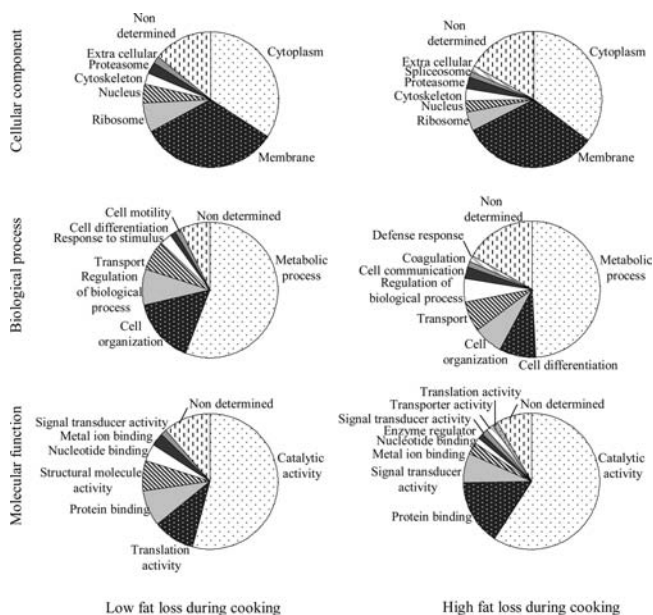 Cellular component
Non
determined
Extra cellular
Proteasome
Cytoskeleton
Nucleus
Ribosome
Cytoplasm
Membrane
Non
determined
Extra cellular
Spliceosome
Proteasome
Cytoskeleton
Nucleus
Ribosome
Cytoplasm
Membrane
Biological process
Cell motility
Cell differentiation
Response to stimulus
Transport
Regulation
of biological
process
Cell
organization
Non determined
Metabolic
process
Non
determined
Defense response
Coagulation
Cell communication
Regulation of
biological process
Transport
Cell
organization
Cell differentiation
Metabolic
process
Molecular function
Non determined
Signal transducer activity
Metal ion binding
Nucleotide binding
Structural molecule
activity
Protein binding
Translation
activity
Catalytic
activity
Translation activity
Transporter activity
Signal transducer activity
Enzyme regulator
Nucleotide binding
Metal ion binding
Signal transducer
activity
Protein binding
Non determined
Catalytic
activity
Low fat loss during cooking
High fat loss during cooking